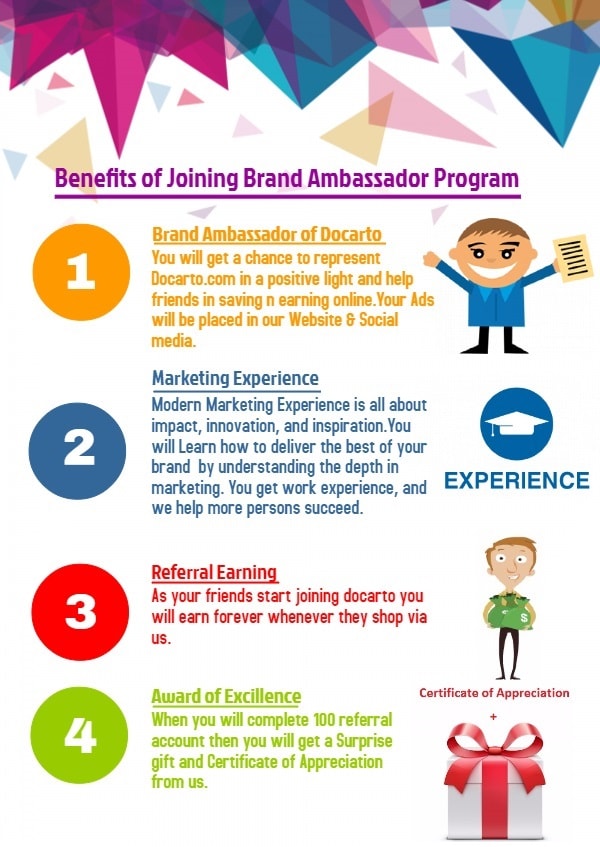 Benefits of Joining Brand Ambassador Program
1
Brand Ambassador of Docarto
You will get a chance to represent
Docarto.com in a positive light and help
friends in saving n earning online.Your Ads
will be placed in our Website & Social
media.
2
Marketing Experience
Modern Marketing Experience is all about
impact, innovation, and inspiration.You
will Learn how to deliver the best of your
brand by understanding the depth in
marketing. You get work experience, and
we help more persons succeed.
EXPERIENCE
3
Referral Earning
As your friends start joining docarto you
will earn forever whenever they shop via
us.
$
4
Award of Excillence
When you will complete 100 referral
account then you will get a Surprise
gift and Certificate of Appreciation
from us.
Certificate of Appreciation
+